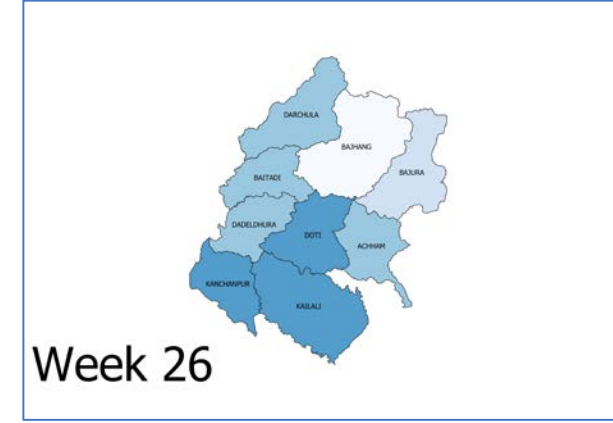 DARCHULA
BAJHANG
BAITADI
BAJURA
DADELDHURA
DOTI
ACHHAM
KANCHANPUR
KAILALI
Week 26